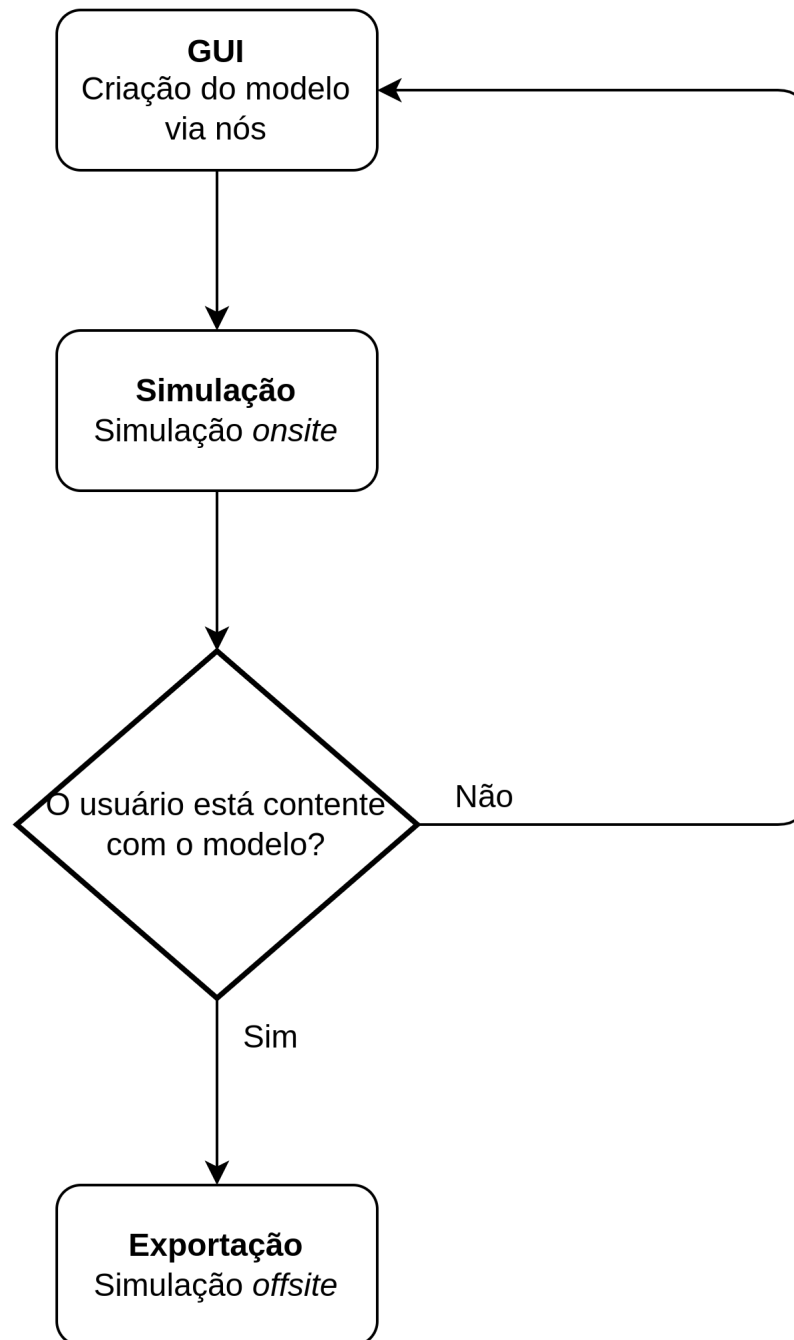 GUI
Criação do modelo
via nós
Simulação
Simulação onsite
O usuário está contente
com o modelo?
Não
Sim
Exportação
Simulação offsite